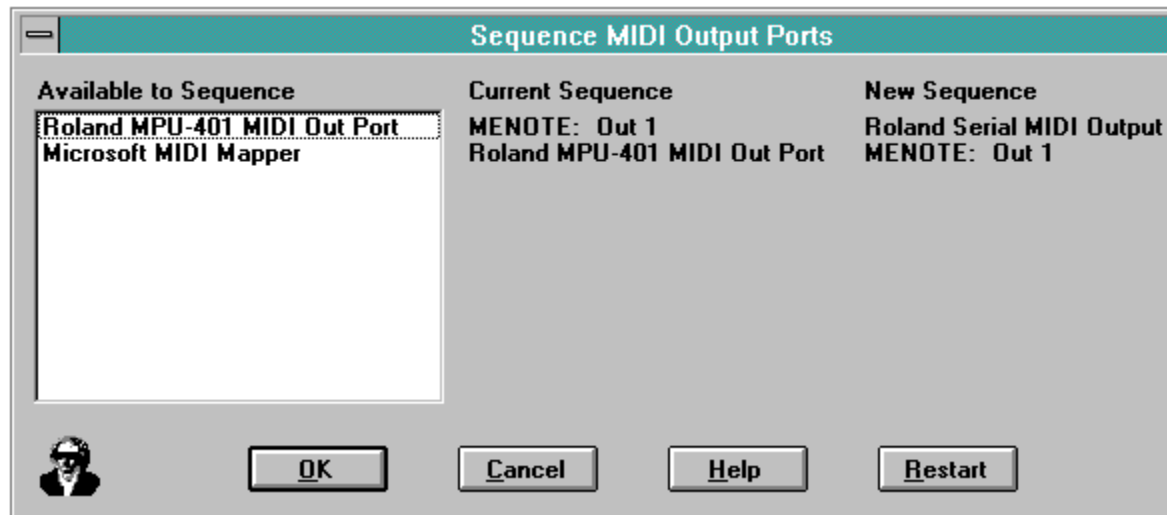 Sequence MIDI Output Ports
Available to Sequence
Roland MPU-401 MIDI Out Port
Microsoft MIDI Mapper
Current Sequence
MENOTE: Out 1
Roland MPU-401 MIDI Out Port
New Sequence
Roland Serial MIDI Output
MENOTE: Out 1
OK Cancel Help Restart